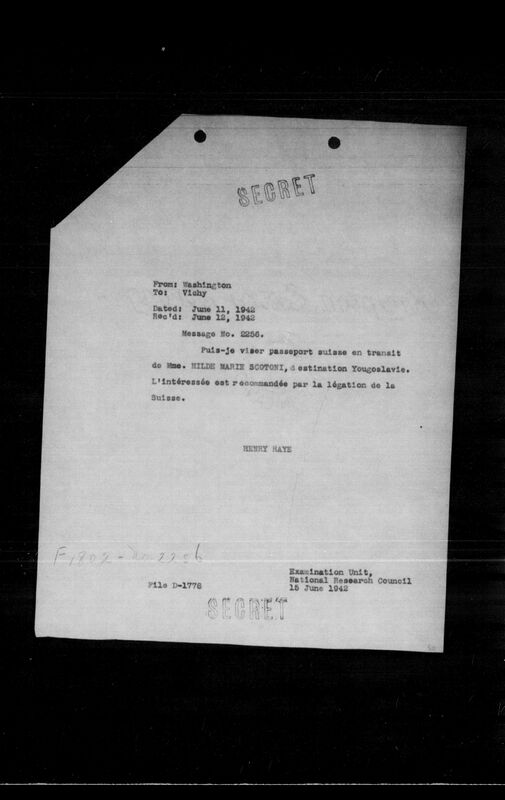 SECRET
From: Washington
To: Vichy
Dated: June 11, 1942
Rec'd: June 12, 1942
Message No. 2256.
Puis-je viser passeport suisse en transit
de Mme. HILDE MARIE SCOTONI, destination Yougoslavie.
L'intéressée est recommandée par la légation de la
Suisse.
HENRY HAYE
File D-1778
Examination Unit,
National Research Council
15 June 1942
SECRET